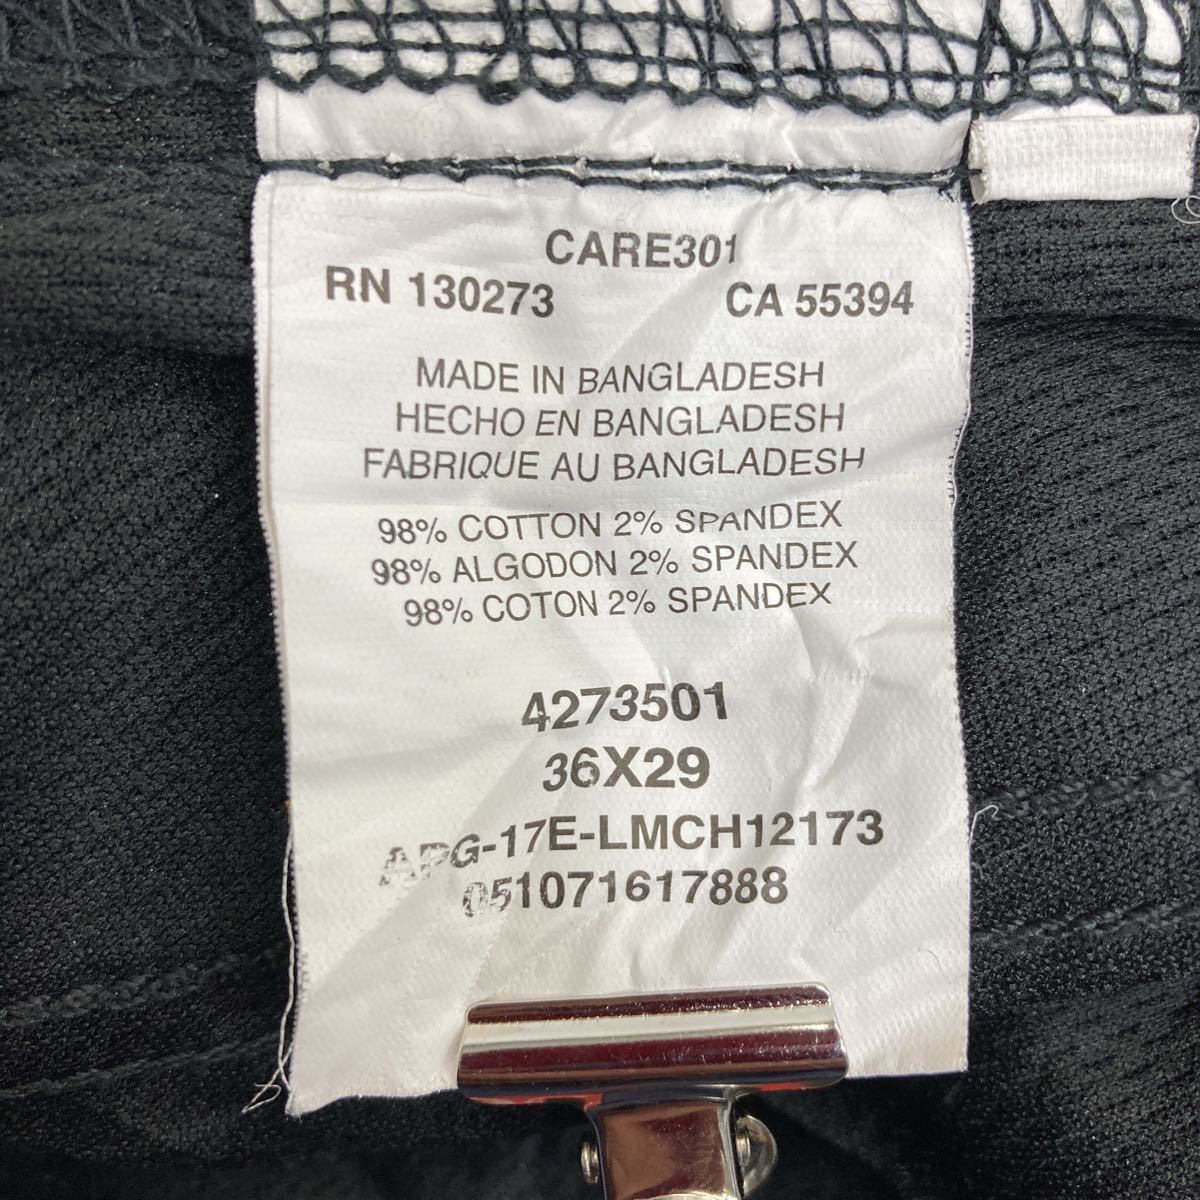 CARE301
RN 130273 CA 55394
MADE IN BANGLADESH
HECHO EN BANGLADESH
FABRIQUE AU BANGLADESH
98% COTTON 2% SPANDEX
98% ALGODON 2% SPANDEX
98% COTON 2% SPANDEX
4273501
36X29
APG-17E-LMCH12173
051071617888